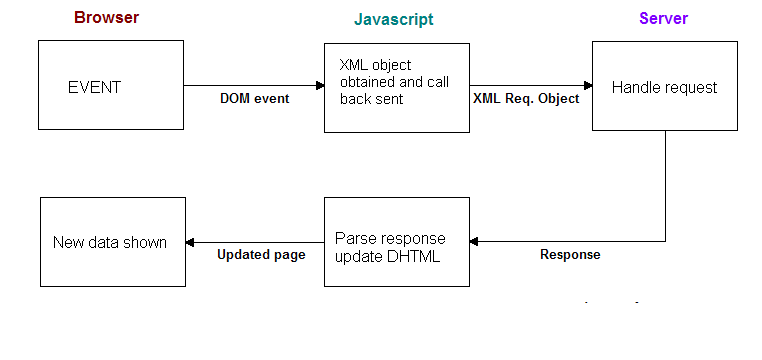 Browser
Javascript
Server
EVENT
DOM event
XML object
obtained and call
back sent
XML Req. Object
Handle request
New data shown
Updated page
Parse response
update DHTML
Response